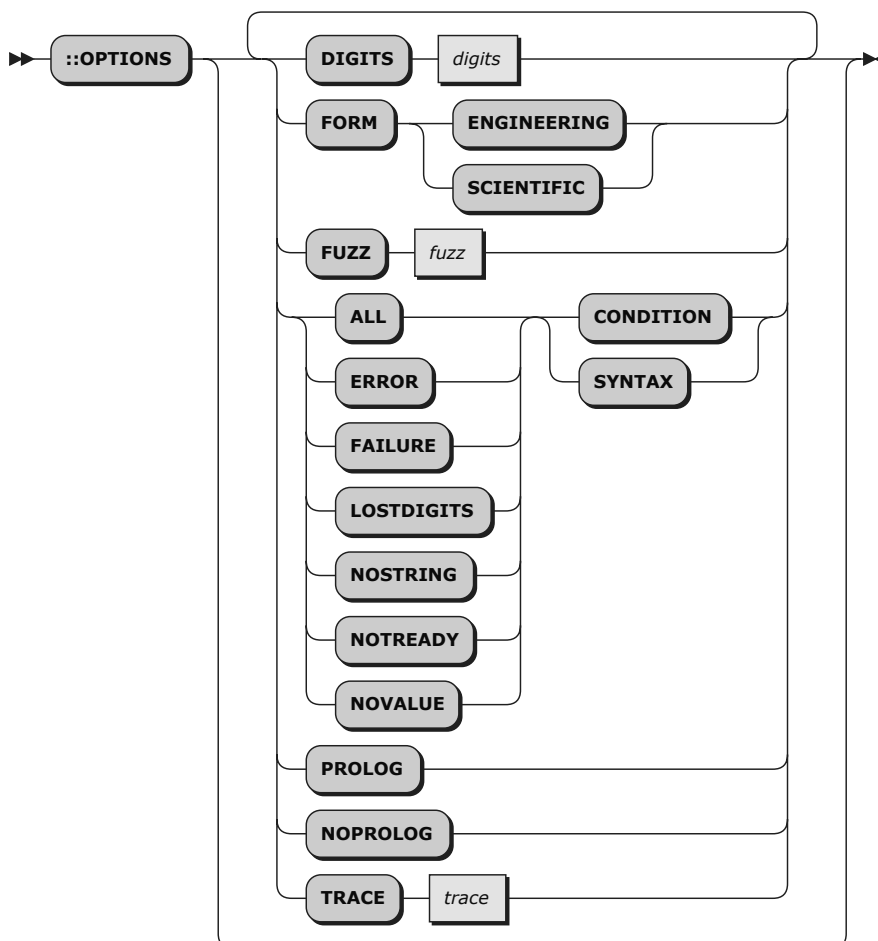 ::OPTIONS DIGITS digits
FORM ENGINEERING
SCIENTIFIC
FUZZ fuzz
ALL CONDITION
ERROR SYNTAX
FAILURE
LOSTDIGITS
NOSTRING
NOTREADY
NOVALUE
PROLOG
NOPROLOG
TRACE trace